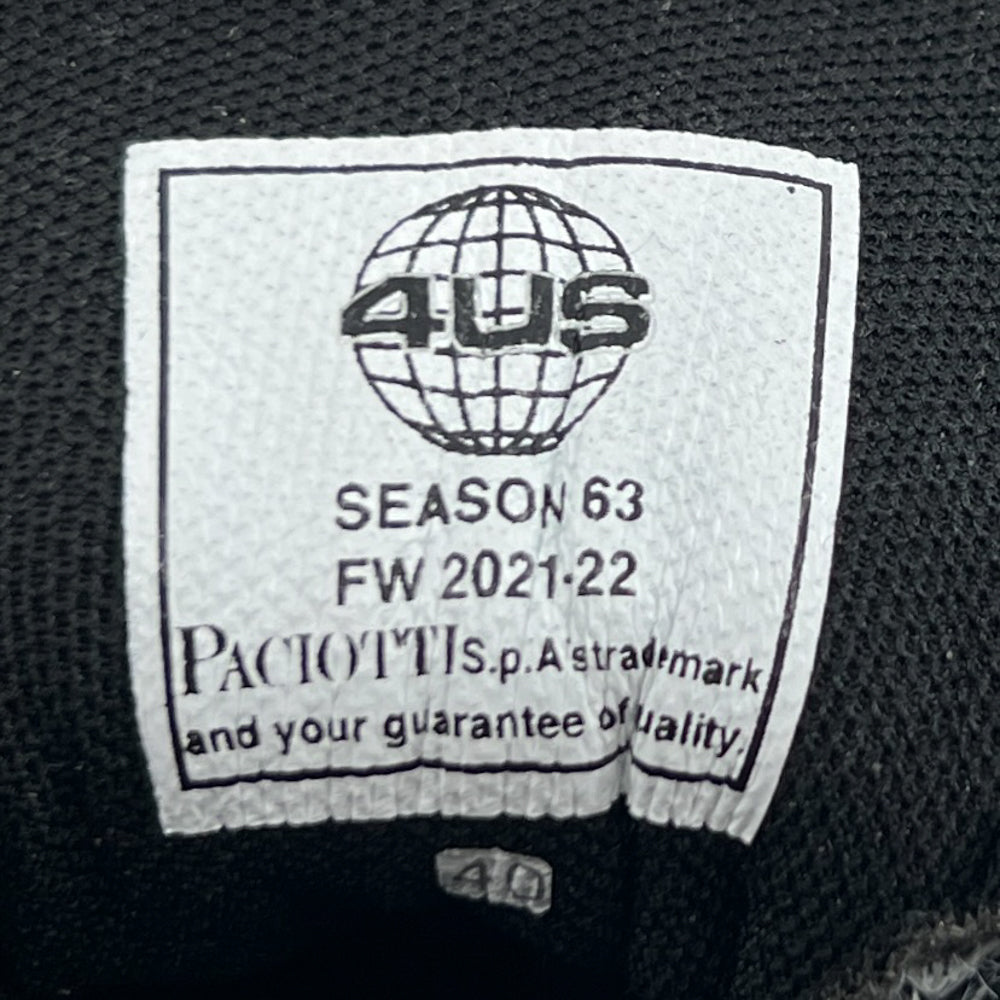 4US
SEASON 63
FW 2021-22
PACIOTTI S.p.A's trademark
and your guarantee of uality.
40